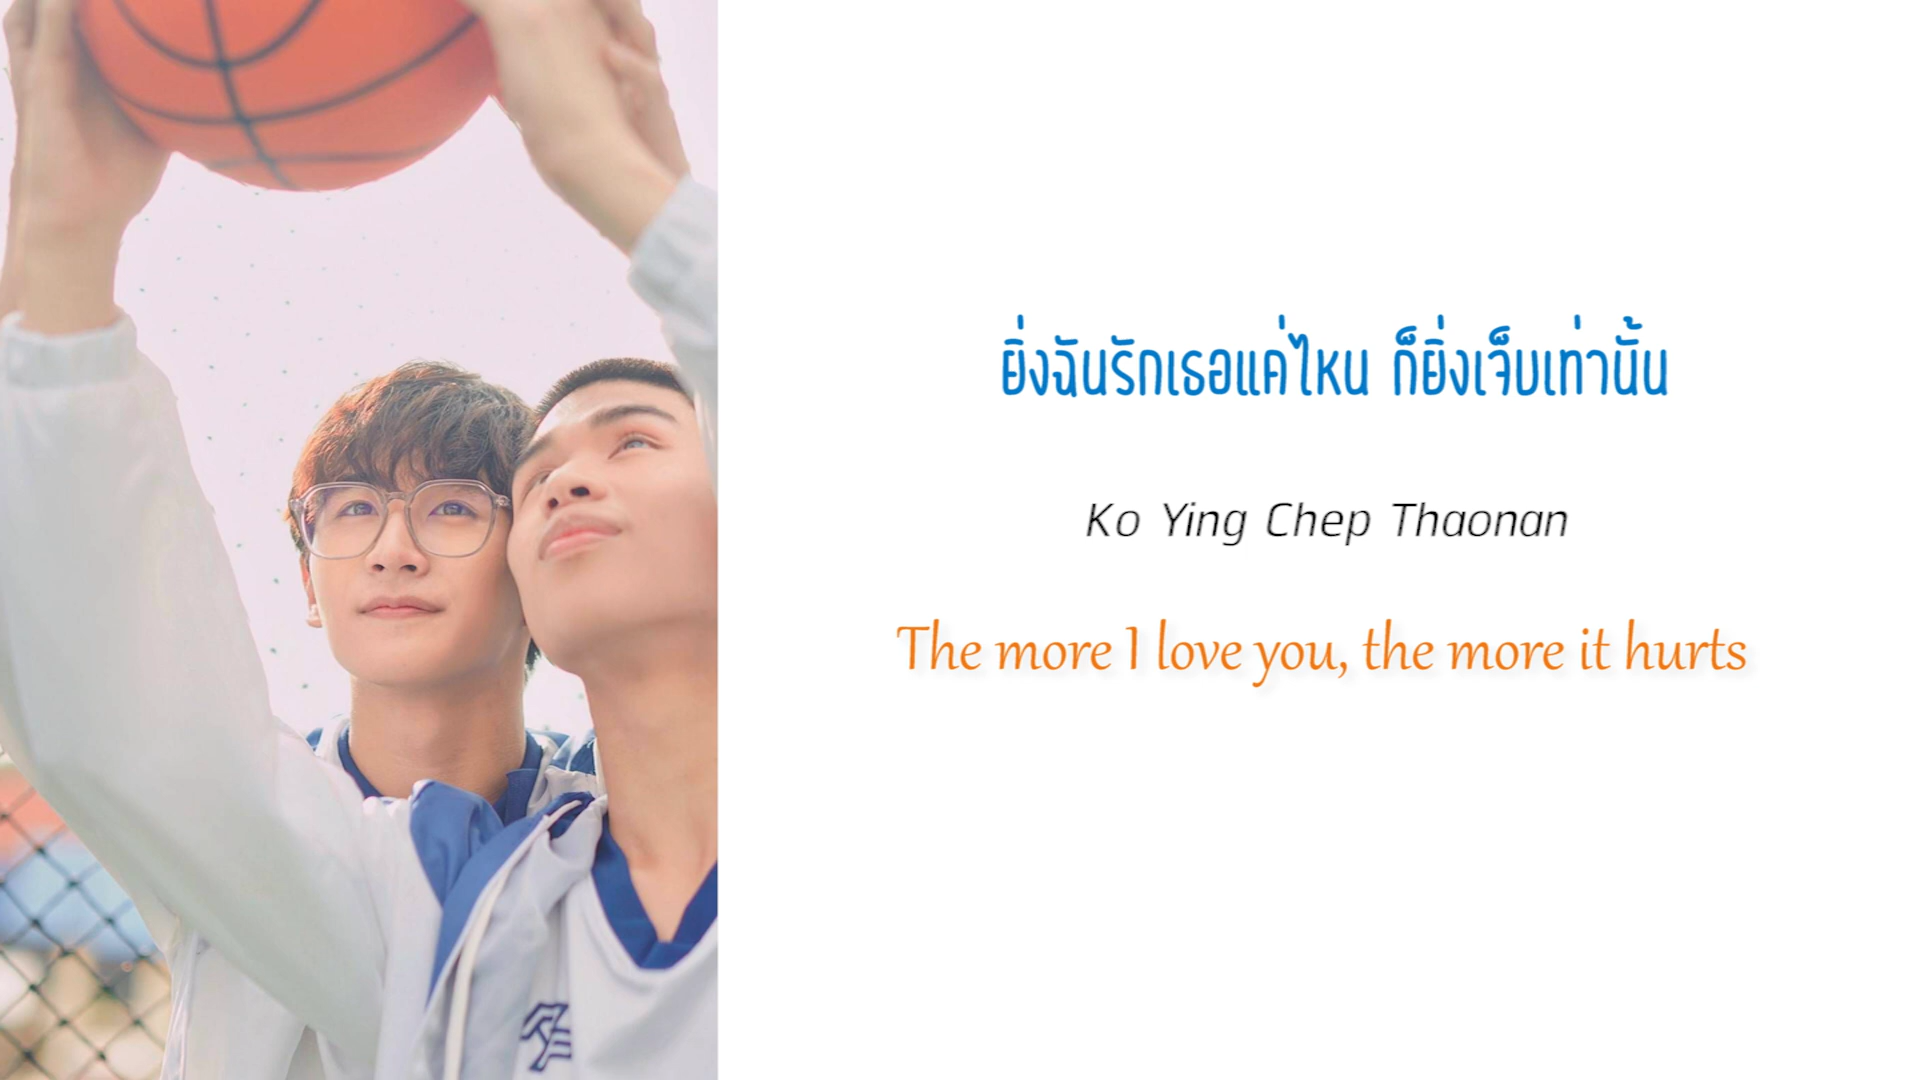 ยิ่งฉันรักเธอแค่ไหน ก็ยิ่งเจ็บเท่านั้น
Ko Ying Chep Thaonan
The more I love you, the more it hurts